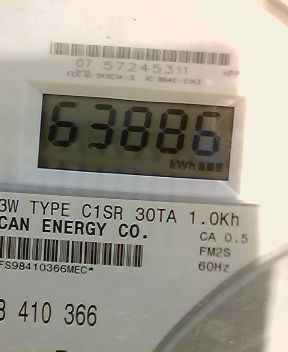 07 57245311
63886
kWh
3W TYPE C1SR 30TA 1.0Kh
CAN ENERGY CO.
CA 0.5
FM2S
60Hz
FS98410366MEC*
8 410 366